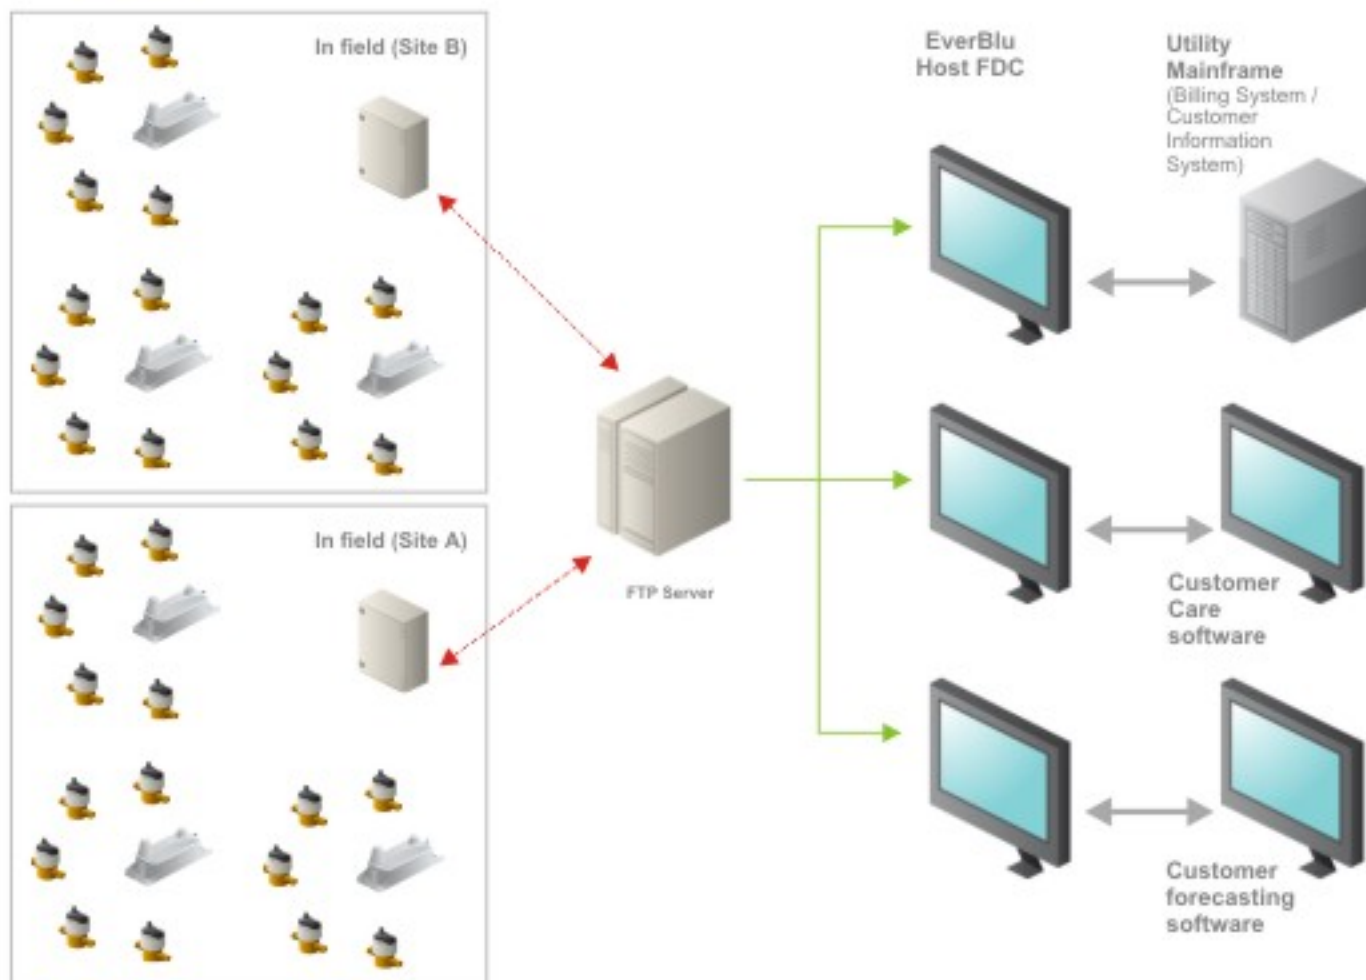 In field (Site B)
EverBlu
Host FDC
Utility
Mainframe
(Billing System /
Customer
Information
System)
In field (Site A)
FTP Server
Customer
Care
software
Customer
forecasting
software